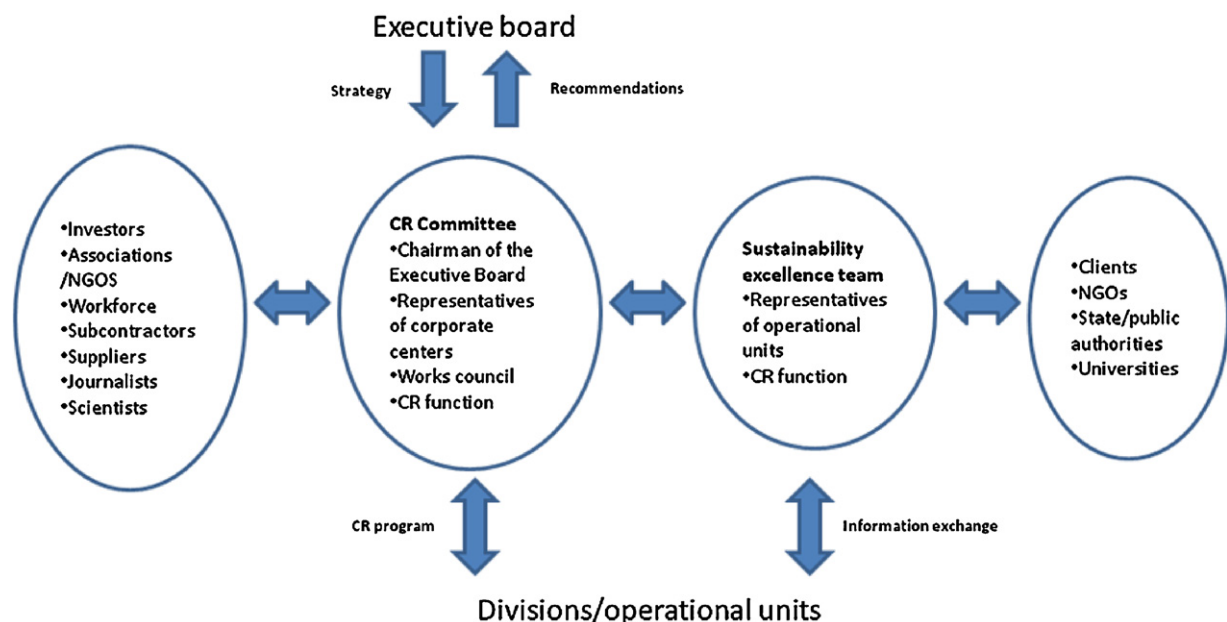 Executive board
Strategy
Recommendations
•Investors
•Associations
/NGOS
•Workforce
•Subcontractors
•Suppliers
•Journalists
•Scientists
CR Committee
•Chairman of the
Executive Board
•Representatives
of corporate
centers
•Works council
•CR function
Sustainability
excellence team
•Representatives
of operational
units
•CR function
•Clients
•NGOs
•State/public
authorities
•Universities
CR program
Information exchange
Divisions/operational units